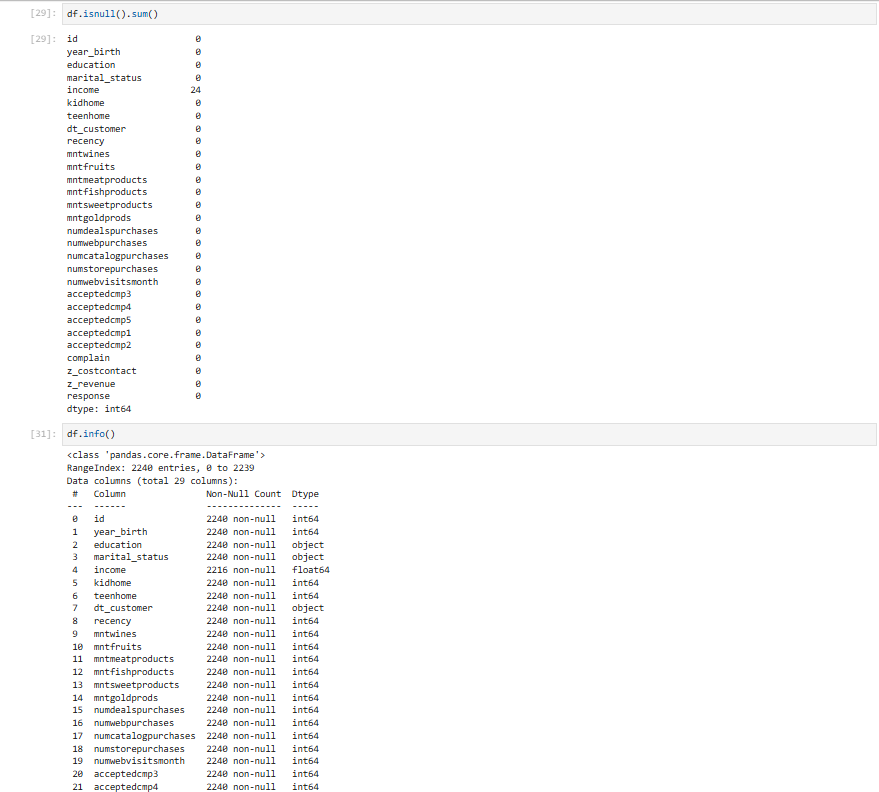 [29]: df.isnull().sum()
[29]: id 0
year_birth 0
education 0
marital_status 0
income 24
kidhome 0
teenhome 0
dt_customer 0
recency 0
mntwines 0
mntfruits 0
mntmeatproducts 0
mntfishproducts 0
mntsweetproducts 0
mntgoldprods 0
numdealspurchases 0
numwebpurchases 0
numcatalogpurchases 0
numstorepurchases 0
numwebvisitsmonth 0
acceptedcmp3 0
acceptedcmp4 0
acceptedcmp5 0
acceptedcmp1 0
acceptedcmp2 0
complain 0
z_costcontact 0
z_revenue 0
response 0
dtype: int64
[31]: df.info()
<class 'pandas.core.frame.DataFrame'>
RangeIndex: 2240 entries, 0 to 2239
Data columns (total 29 columns):
# Column Non-Null Count Dtype
--- ------ -------------- -----
0 id 2240 non-null int64
1 year_birth 2240 non-null int64
2 education 2240 non-null object
3 marital_status 2240 non-null object
4 income 2216 non-null float64
5 kidhome 2240 non-null int64
6 teenhome 2240 non-null int64
7 dt_customer 2240 non-null object
8 recency 2240 non-null int64
9 mntwines 2240 non-null int64
10 mntfruits 2240 non-null int64
11 mntmeatproducts 2240 non-null int64
12 mntfishproducts 2240 non-null int64
13 mntsweetproducts 2240 non-null int64
14 mntgoldprods 2240 non-null int64
15 numdealspurchases 2240 non-null int64
16 numwebpurchases 2240 non-null int64
17 numcatalogpurchases 2240 non-null int64
18 numstorepurchases 2240 non-null int64
19 numwebvisitsmonth 2240 non-null int64
20 acceptedcmp3 2240 non-null int64
21 acceptedcmp4 2240 non-null int64